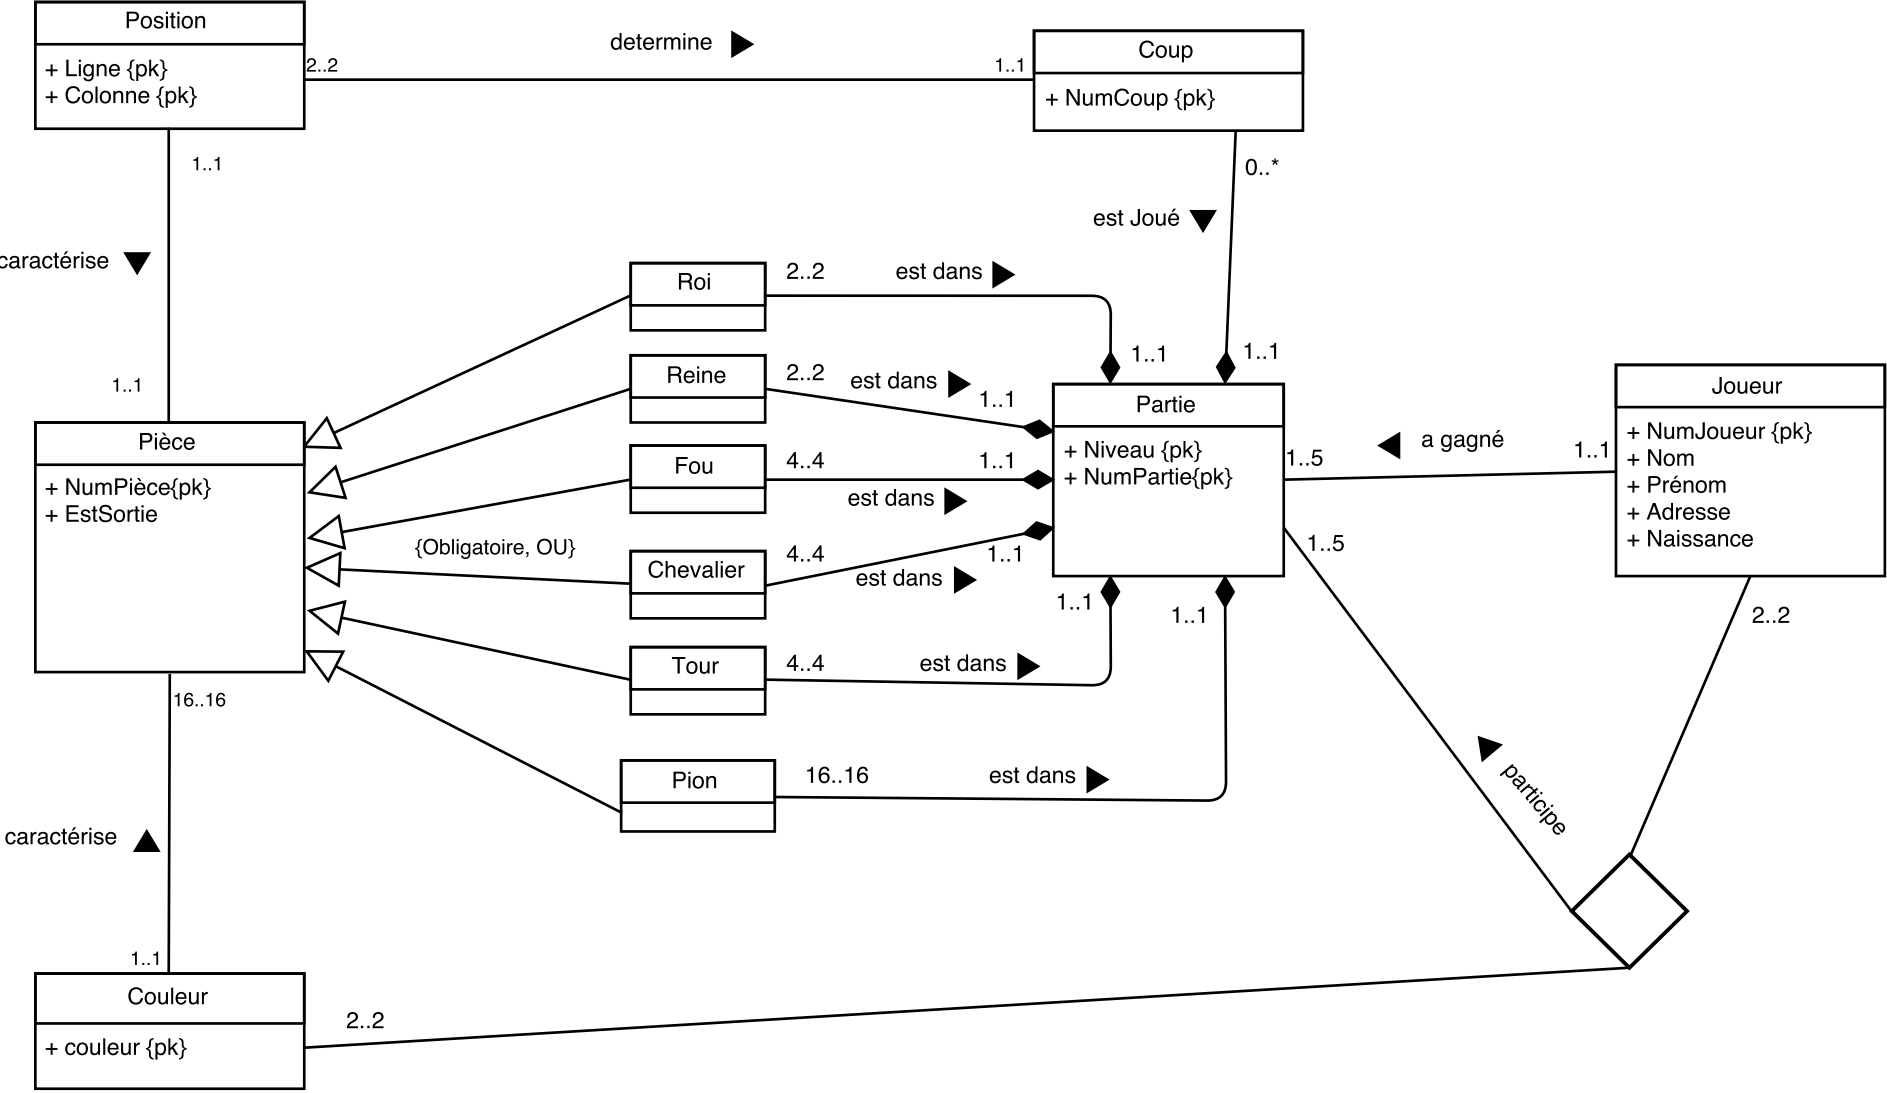 Position
+ Ligne {pk}
+ Colonne {pk}
2..2
determine
1..1
Coup
+ NumCoup {pk}
1..1
0..*
est Joué
caractérise
1..1
Roi
2..2
est dans
1..1
1..1
Reine
2..2
est dans
1..1
Partie
+ Niveau {pk}
+ NumPartie{pk}
Joueur
+ NumJoueur {pk}
+ Nom
+ Prénom
+ Adresse
+ Naissance
a gagné
1..1
1..5
Pièce
+ NumPièce{pk}
+ EstSortie
Fou
4..4
1..1
est dans
{Obligatoire, OU}
Chevalier
4..4
1..1
est dans
1..5
1..1
1..1
2..2
Tour
4..4
est dans
16..16
Pion
16..16
est dans
participe
caractérise
1..1
Couleur
+ couleur {pk}
2..2